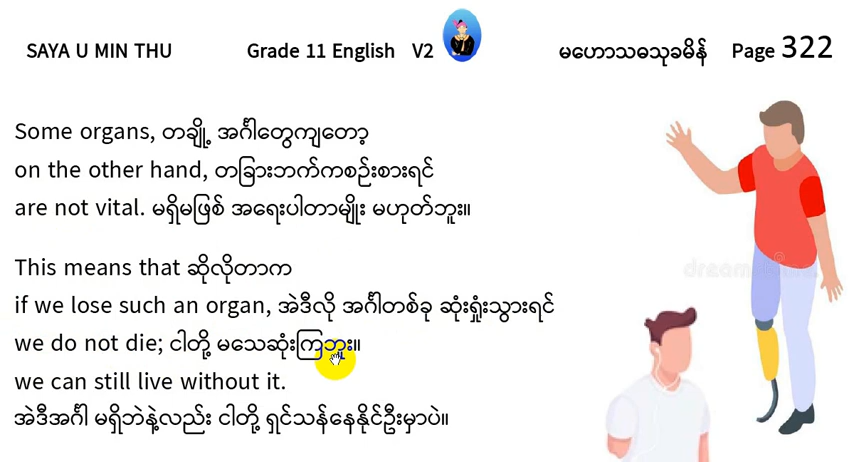 SAYA U MIN THU Grade 11 English V2 မဟောသဓသုခမိန် Page 322
Some organs, တချို့ အင်္ဂါတွေကျတော့
on the other hand, တခြားဘက်ကစဉ်းစားရင်
are not vital. မရှိမဖြစ် အရေးပါတာမျိုး မဟုတ်ဘူး။
This means that ဆိုလိုတာက
if we lose such an organ, အဲဒီလို အင်္ဂါတစ်ခု ဆုံးရှုံးသွားရင်
we do not die; ငါတို့ မသေဆုံးကြဘူး။
we can still live without it.
အဲဒီအင်္ဂါ မရှိဘဲနဲ့လည်း ငါတို့ ရှင်သန်နေနိုင်ဦးမှာပဲ။